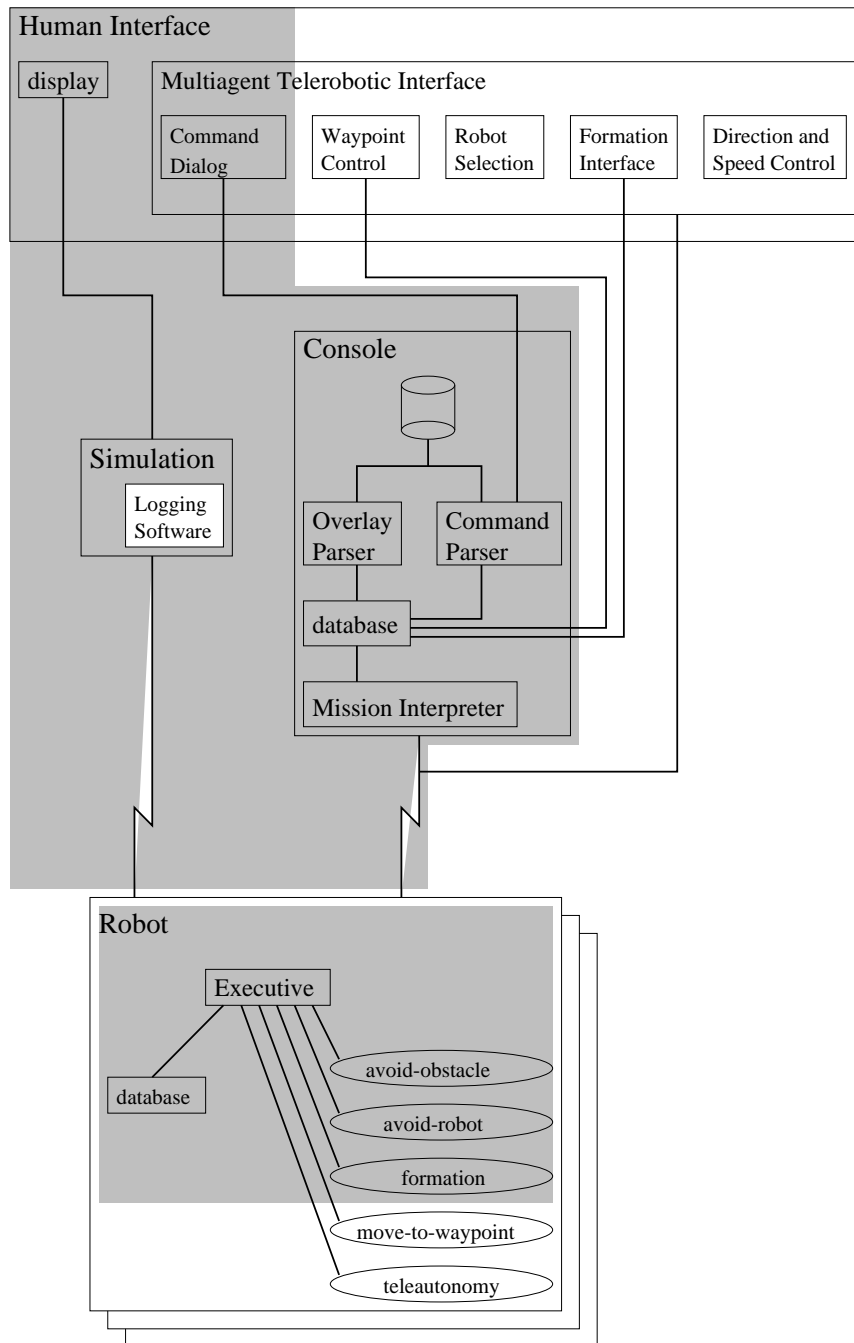 Human Interface
display
Multiagent Telerobotic Interface
Command
Dialog
Waypoint
Control
Robot
Selection
Formation
Interface
Direction and
Speed Control
Console
Simulation
Logging
Software
Overlay
Parser
Command
Parser
database
Mission Interpreter
Robot
Executive
database
avoid-obstacle
avoid-robot
formation
move-to-waypoint
teleautonomy